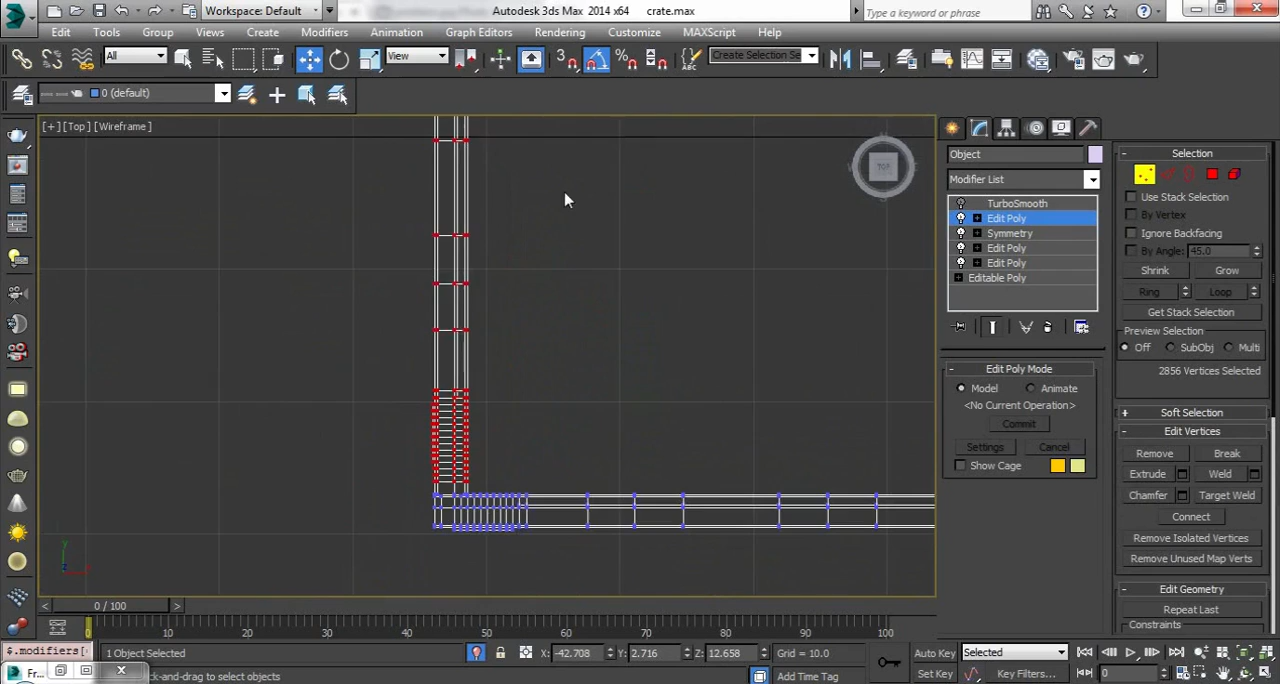 Workspace: Default
Autodesk 3ds Max 2014 x64 crate.max
Type a keyword or phrase
Edit Tools Group Views Create Modifiers Animation Graph Editors Rendering Customize MAXScript Help
All View 3 Create Selection Se
0 (default)
[+][Top][Wireframe]
TOP
Object
Modifier List
TurboSmooth
Edit Poly
Symmetry
Edit Poly
Edit Poly
Editable Poly
Edit Poly Mode
Model Animate
<No Current Operation>
Commit
Settings Cancel
Show Cage
Selection
Use Stack Selection
By Vertex
Ignore Backfacing
By Angle: 45.0
Shrink Grow
Ring Loop
Get Stack Selection
Preview Selection
Off SubObj Multi
2856 Vertices Selected
Soft Selection
Edit Vertices
Remove Break
Extrude Weld
Chamfer Target Weld
Connect
Remove Isolated Vertices
Remove Unused Map Verts
Edit Geometry
Repeat Last
Constraints
y
0 / 100
0 10 20 30 40 50 60 70 80 90 100
$.modifiers[ 1 Object Selected X: -42.708 Y: 2.716 Z: 12.658 Grid = 10.0 Auto Key Selected
Fr... ick-and-drag to select objects Add Time Tag Set Key Key Filters... 0